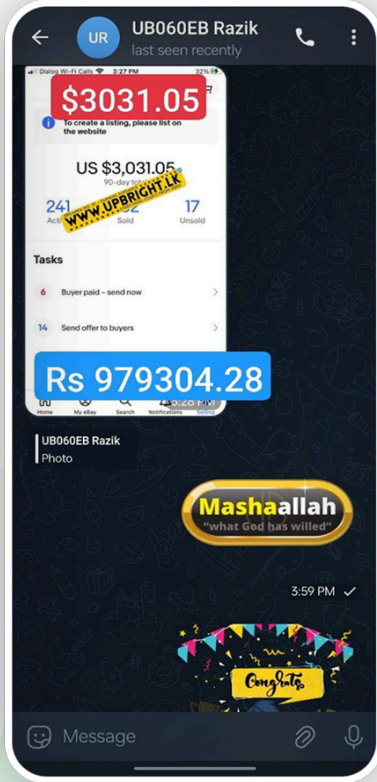 UB060EB Razik
UR
last seen recently
Dialog Wi-Fi Calls 3:27 PM 32%
$3031.05
To create a listing, please list on
the website
US $3,031.05
90-day
WWW.UPBRIGHT.LK
241 17
Sold Unsold
Tasks
6 Buyer paid – send now
14 Send offer to buyers
Rs 979304.28
5:28 PM
Home My eBay Search Notifications Selling
UB060EB Razik
Photo
Mashaallah
"what God has willed"
3:59 PM
Congrats
Message